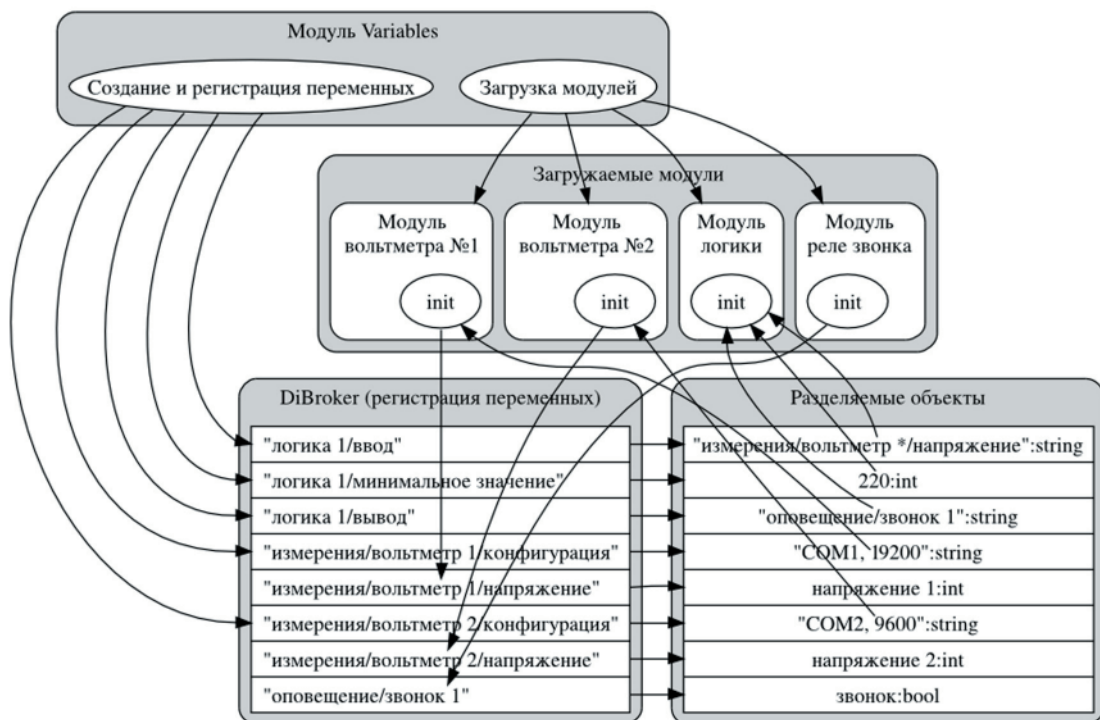 Модуль Variables
Создание и регистрация переменных
Загрузка модулей
Загружаемые модули
Модуль
вольтметра №1
init
Модуль
вольтметра №2
init
Модуль
логики
init
Модуль
реле звонка
init
DiBroker (регистрация переменных)
"логика 1/ввод"
"логика 1/минимальное значение"
"логика 1/вывод"
"измерения/вольтметр 1/конфигурация"
"измерения/вольтметр 1/напряжение"
"измерения/вольтметр 2/конфигурация"
"измерения/вольтметр 2/напряжение"
"оповещение/звонок 1"
Разделяемые объекты
"измерения/вольтметр */напряжение":string
220:int
"оповещение/звонок 1":string
"COM1, 19200":string
напряжение 1:int
"COM2, 9600":string
напряжение 2:int
звонок:bool